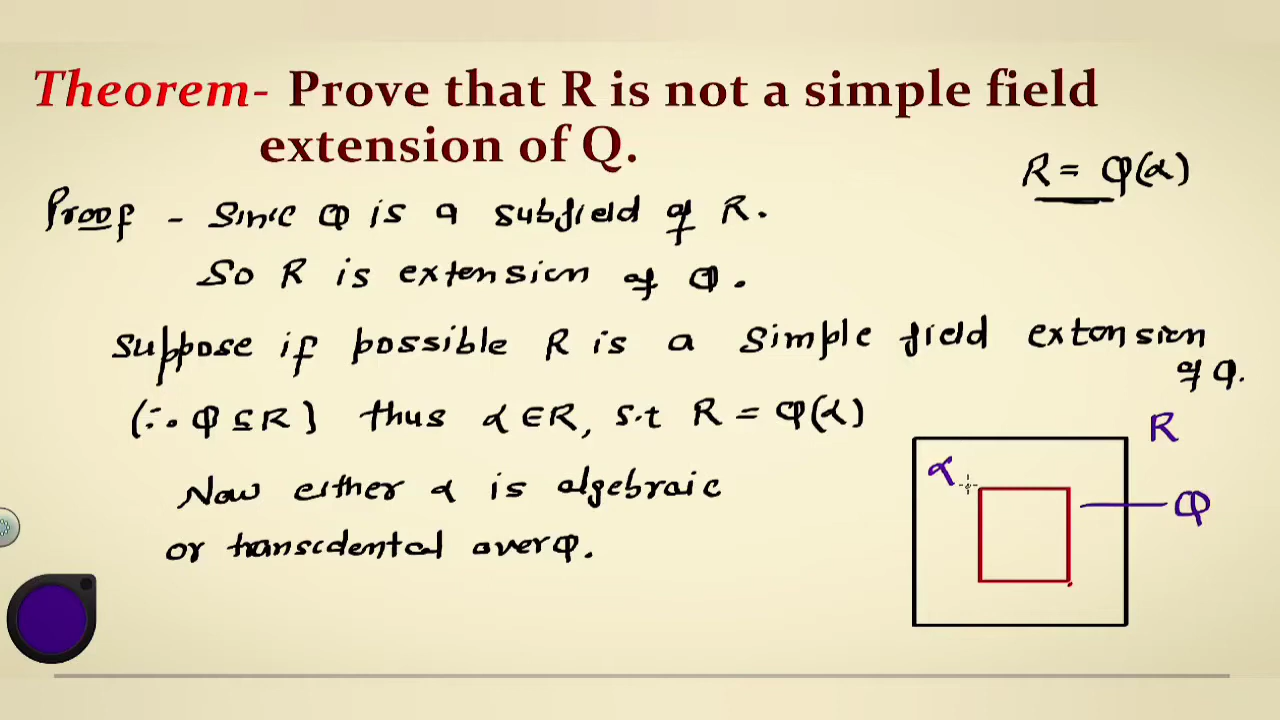 Theorem- Prove that R is not a simple field
extension of Q.
R = Q(α)
Proof - Since Q is a subfield of R.
So R is extension of Q.
Suppose if possible R is a simple field extension
of Q.
(∵ Q ⊆ R) thus α ∈ R, s.t R = Q(α)
R
α
Now either α is algebraic
Q
or transcdental over Q.